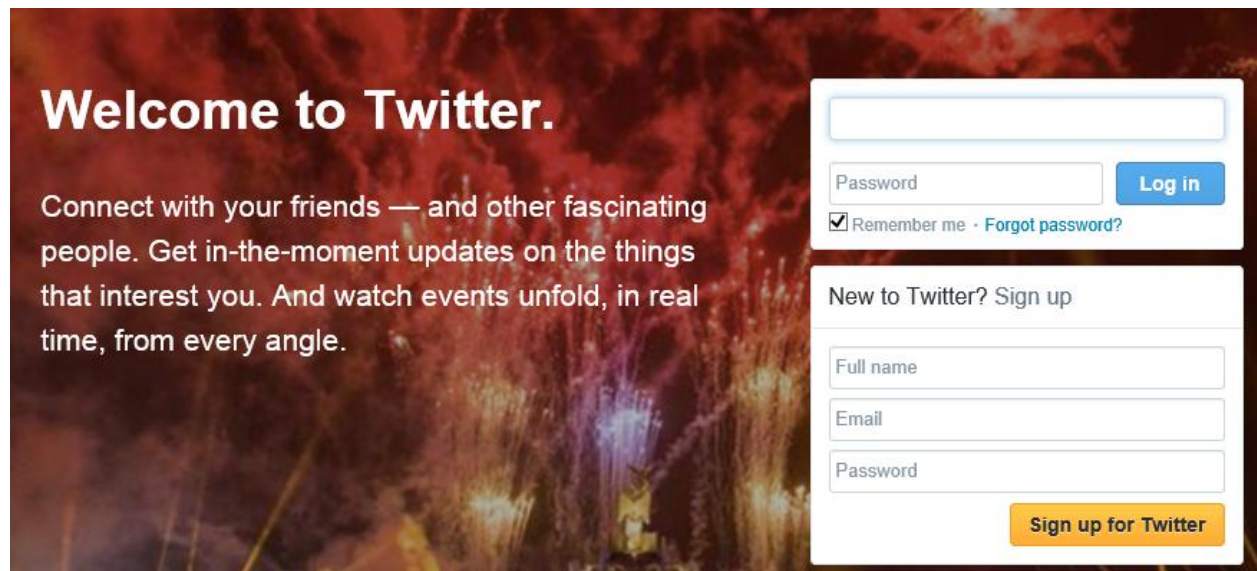 Welcome to Twitter.
Connect with your friends — and other fascinating
people. Get in-the-moment updates on the things
that interest you. And watch events unfold, in real
time, from every angle.
Password
Log in
Remember me · Forgot password?
New to Twitter? Sign up
Full name
Email
Password
Sign up for Twitter